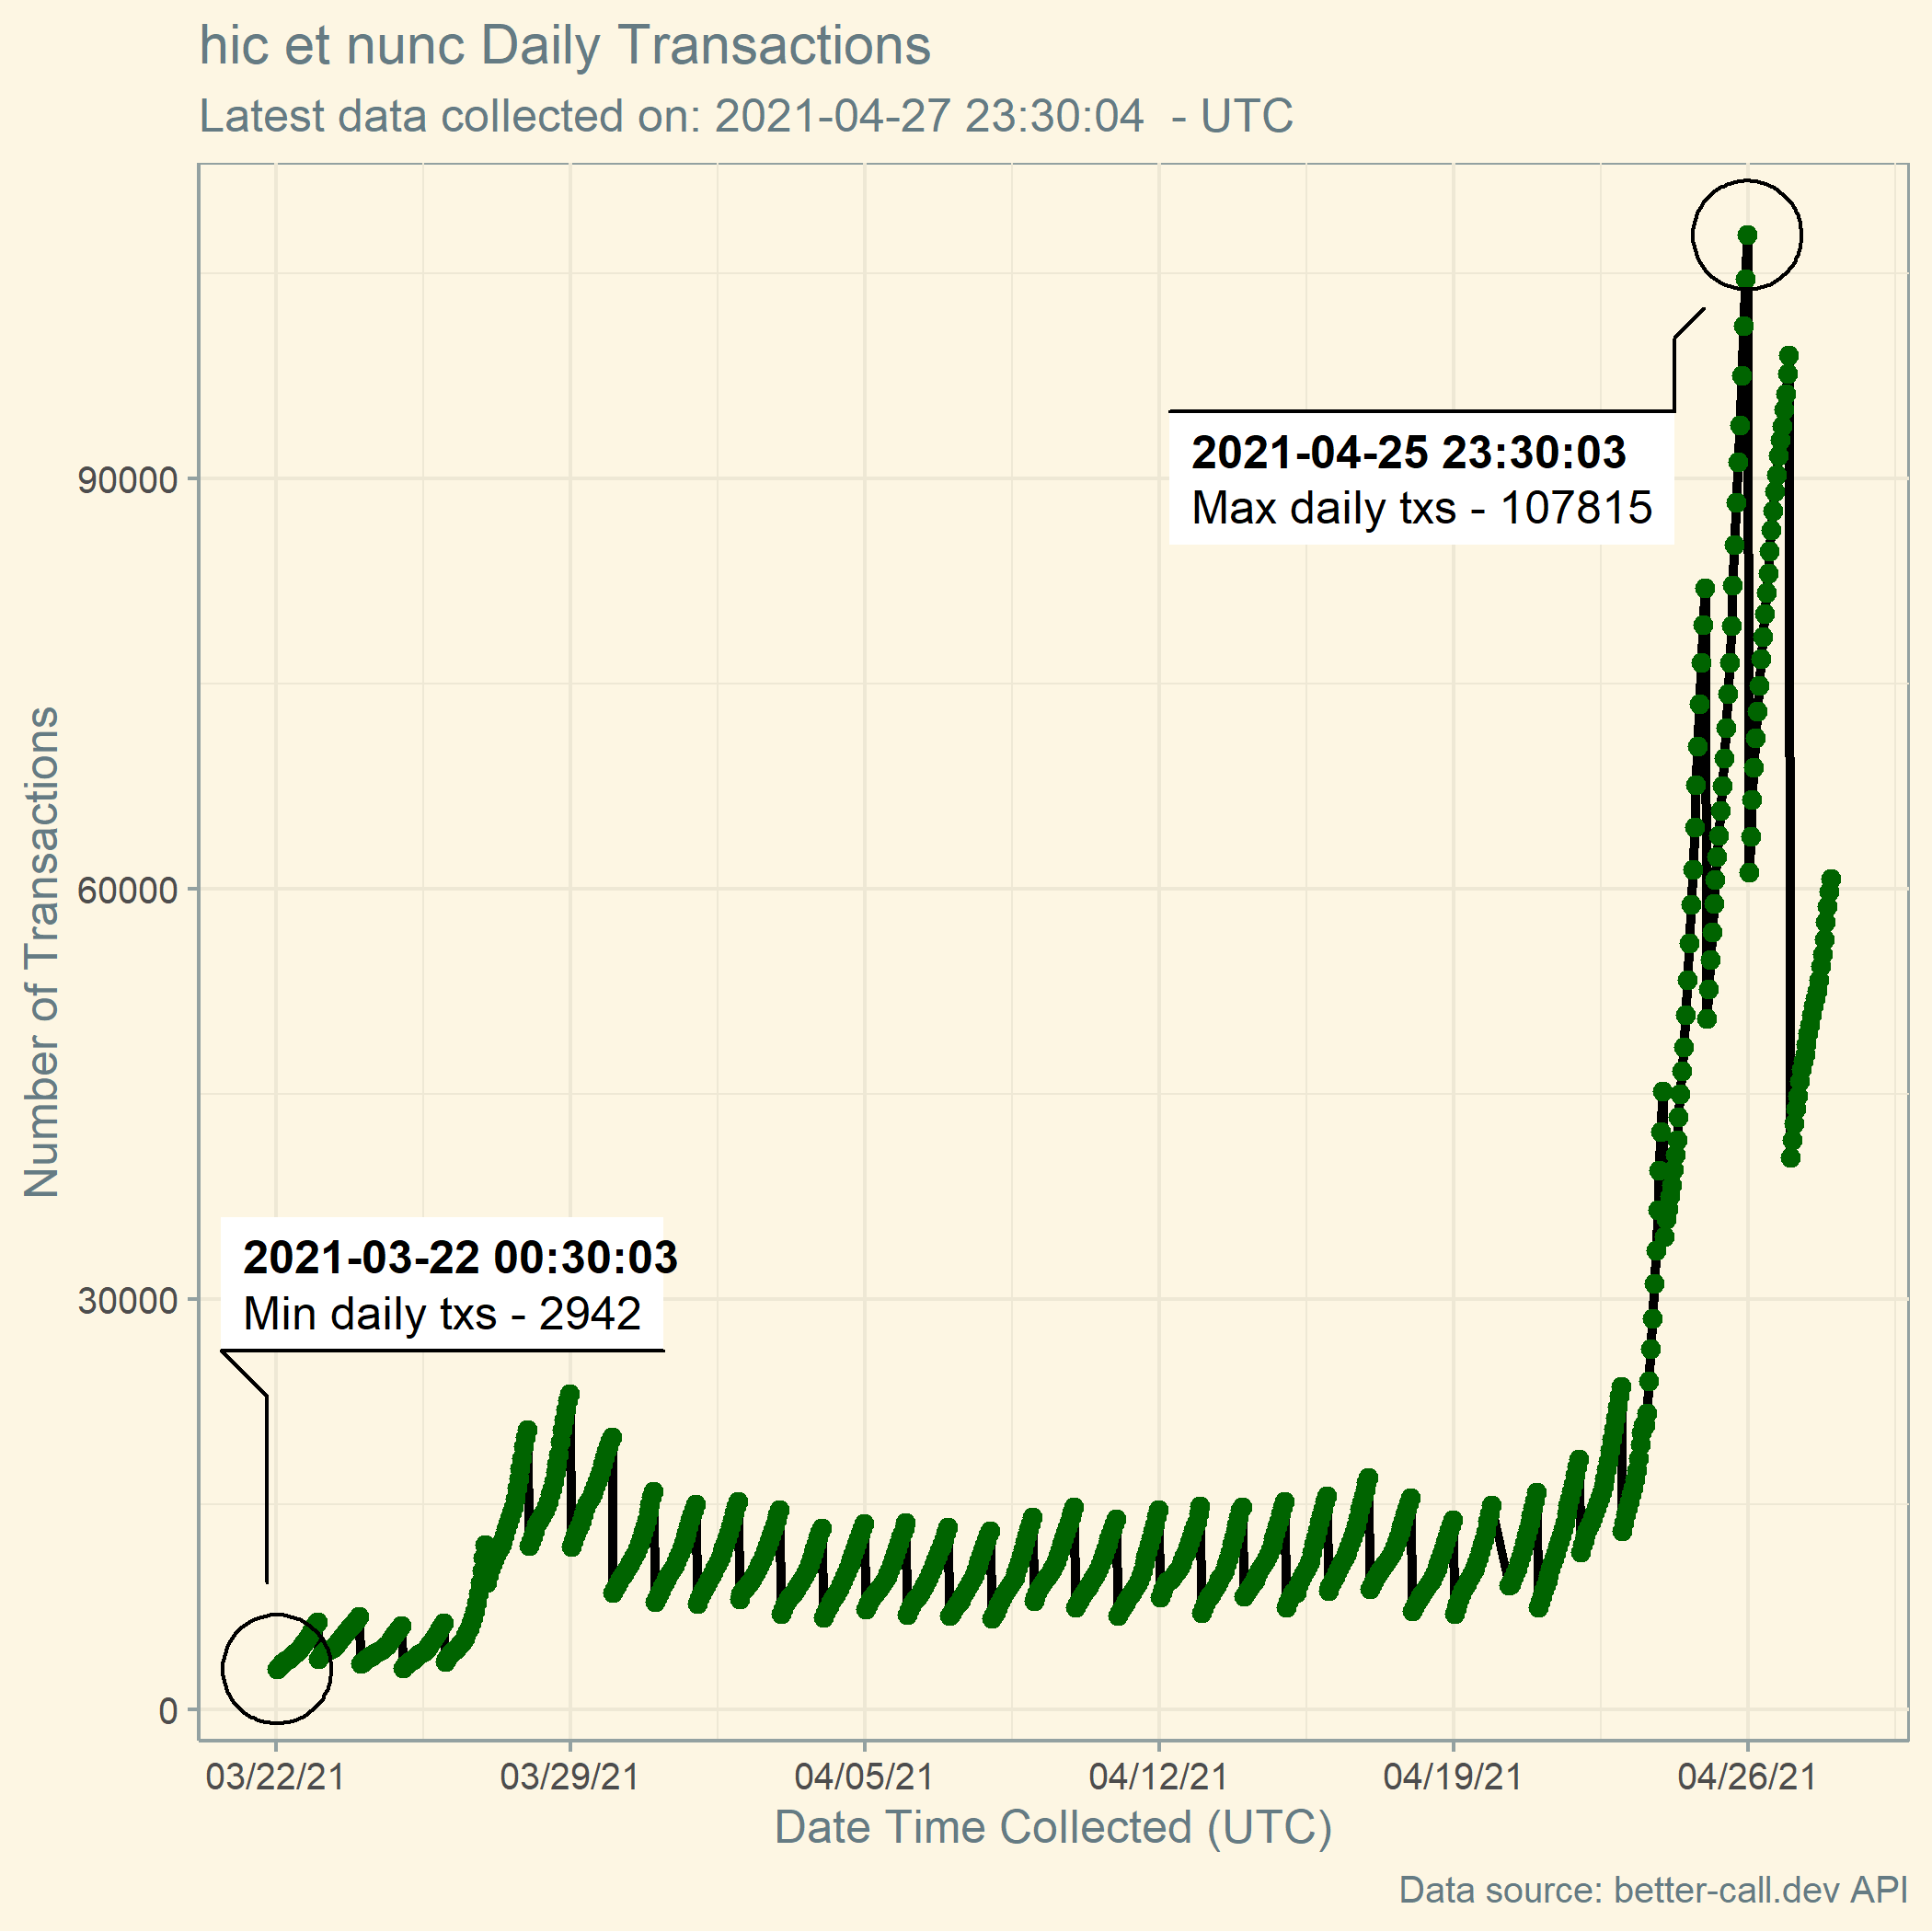 hic et nunc Daily Transactions
Latest data collected on: 2021-04-27 23:30:04  - UTC
2021-04-25 23:30:03
Max daily txs - 107815
90000
60000
Number of Transactions
2021-03-22 00:30:03
Min daily txs - 2942
30000
0
03/22/21 03/29/21 04/05/21 04/12/21 04/19/21 04/26/21
Date Time Collected (UTC)
Data source: better-call.dev API